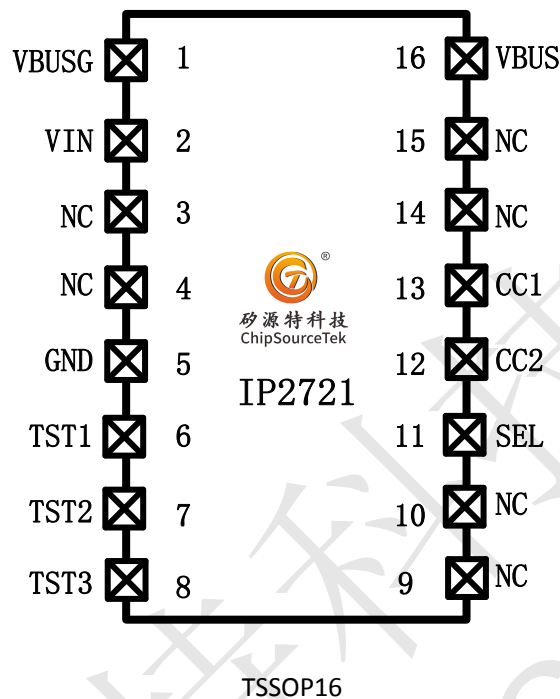 VBUSG 1 16 VBUS
VIN 2 15 NC
NC 3 14 NC
NC 4 13 CC1
®
矽源特科技
ChipSourceTek
GND 5 12 CC2
IP2721
TST1 6 11 SEL
TST2 7 10 NC
TST3 8 9 NC
TSSOP16